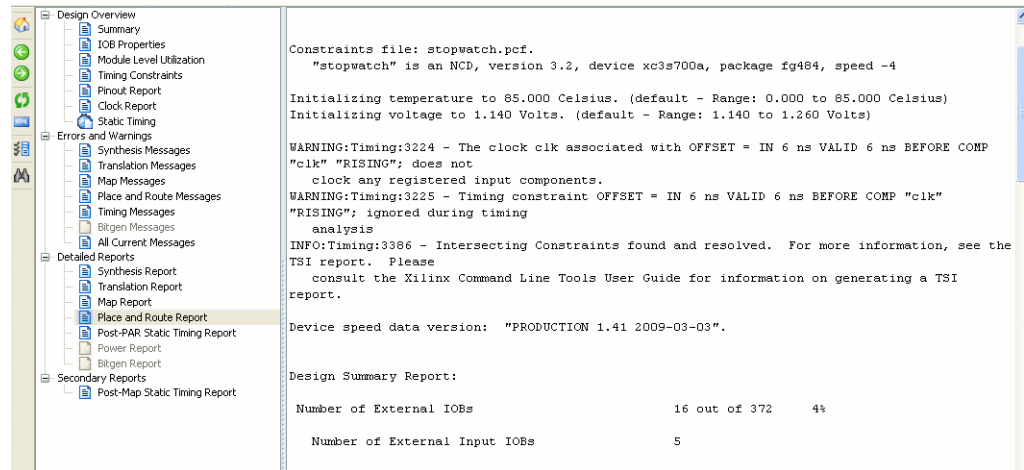 Design Overview
Summary
IOB Properties
Module Level Utilization
Timing Constraints
Pinout Report
Clock Report
Static Timing
Errors and Warnings
Synthesis Messages
Translation Messages
Map Messages
Place and Route Messages
Timing Messages
Bitgen Messages
All Current Messages
Detailed Reports
Synthesis Report
Translation Report
Map Report
Place and Route Report
Post-PAR Static Timing Report
Power Report
Bitgen Report
Secondary Reports
Post-Map Static Timing Report
Constraints file: stopwatch.pcf.
"stopwatch" is an NCD, version 3.2, device xc3s700a, package fg484, speed -4
Initializing temperature to 85.000 Celsius. (default - Range: 0.000 to 85.000 Celsius)
Initializing voltage to 1.140 Volts. (default - Range: 1.140 to 1.260 Volts)
WARNING:Timing:3224 - The clock clk associated with OFFSET = IN 6 ns VALID 6 ns BEFORE COMP
"clk" "RISING"; does not
clock any registered input components.
WARNING:Timing:3225 - Timing constraint OFFSET = IN 6 ns VALID 6 ns BEFORE COMP "clk"
"RISING"; ignored during timing
analysis
INFO:Timing:3386 - Intersecting Constraints found and resolved.  For more information, see the
TSI report.  Please
consult the Xilinx Command Line Tools User Guide for information on generating a TSI
report.
Device speed data version:  "PRODUCTION 1.41 2009-03-03".
Design Summary Report:
Number of External IOBs 16 out of 372 4%
Number of External Input IOBs 5